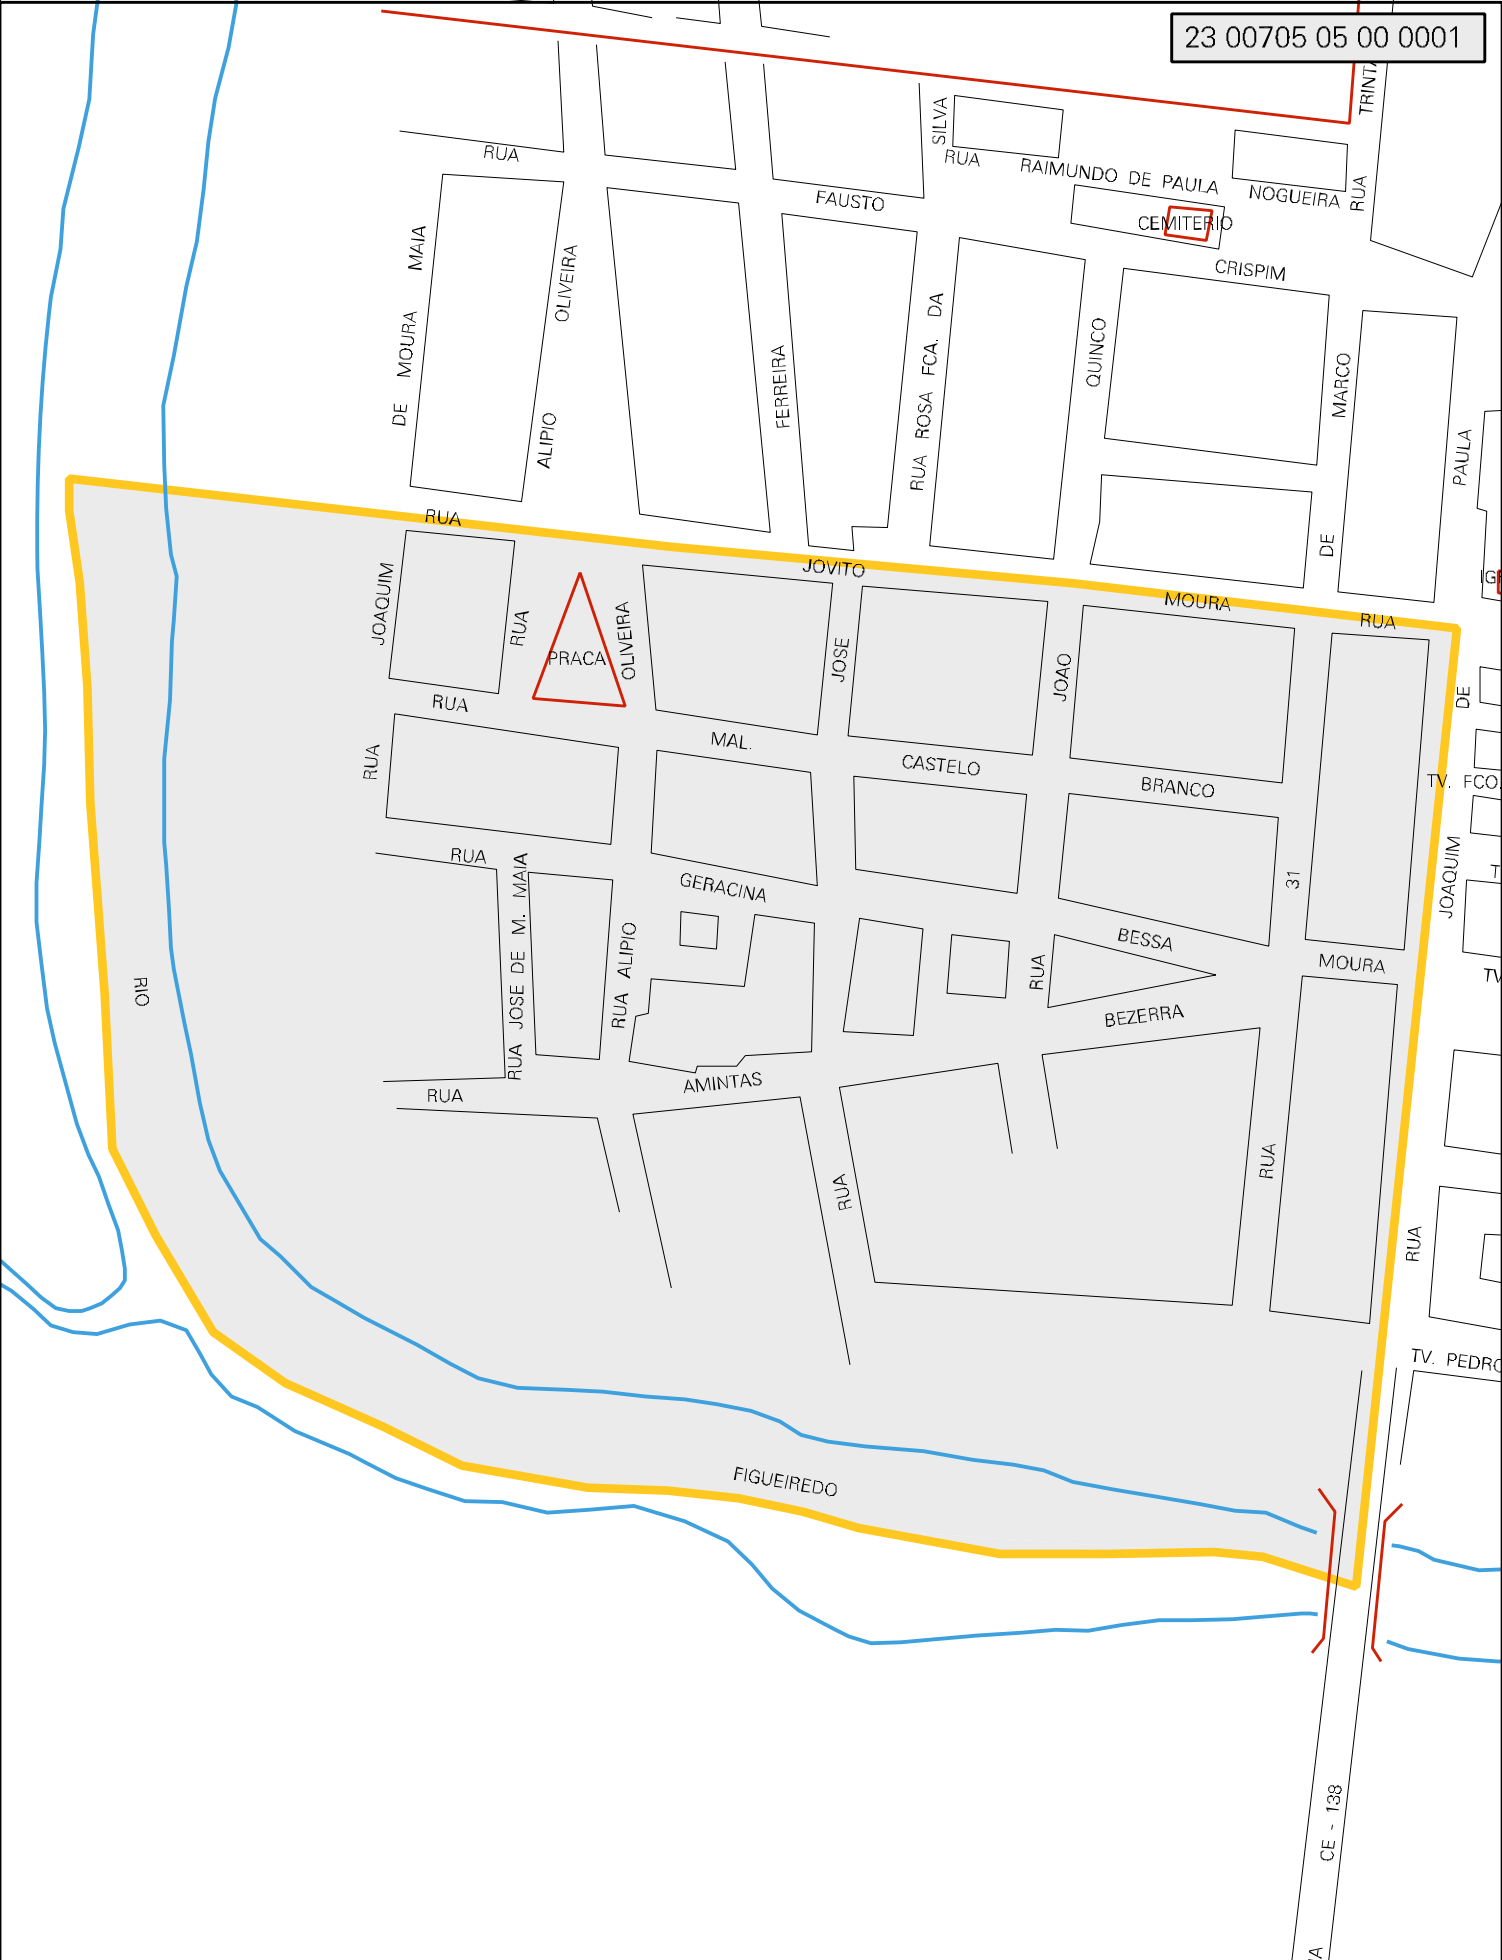 23 00705 05 00 0001
TRINTA
SILVA
RUA
RUA
RAIMUNDO DE PAULA
NOGUEIRA
RUA
FAUSTO
CEMITERIO
MAIA
OLIVEIRA
CRISPIM
DE MOURA
FERREIRA
RUA ROSA FCA. DA
QUINCO
MARCO
ALIPIO
PAULA
RUA
DE
JOVITO
MOURA
RUA
JOAQUIM
RUA
PRACA
OLIVEIRA
JOSE
JOAO
DE
RUA
MAL.
CASTELO
BRANCO
TV. FCO.
RUA
RUA
GERACINA
31
JOAQUIM
RUA JOSE DE M. MAIA
RUA ALIPIO
BESSA
MOURA
RUA
TV
RIO
BEZERRA
AMINTAS
RUA
RUA
RUA
RUA
TV. PEDRO
FIGUEIREDO
CE - 138